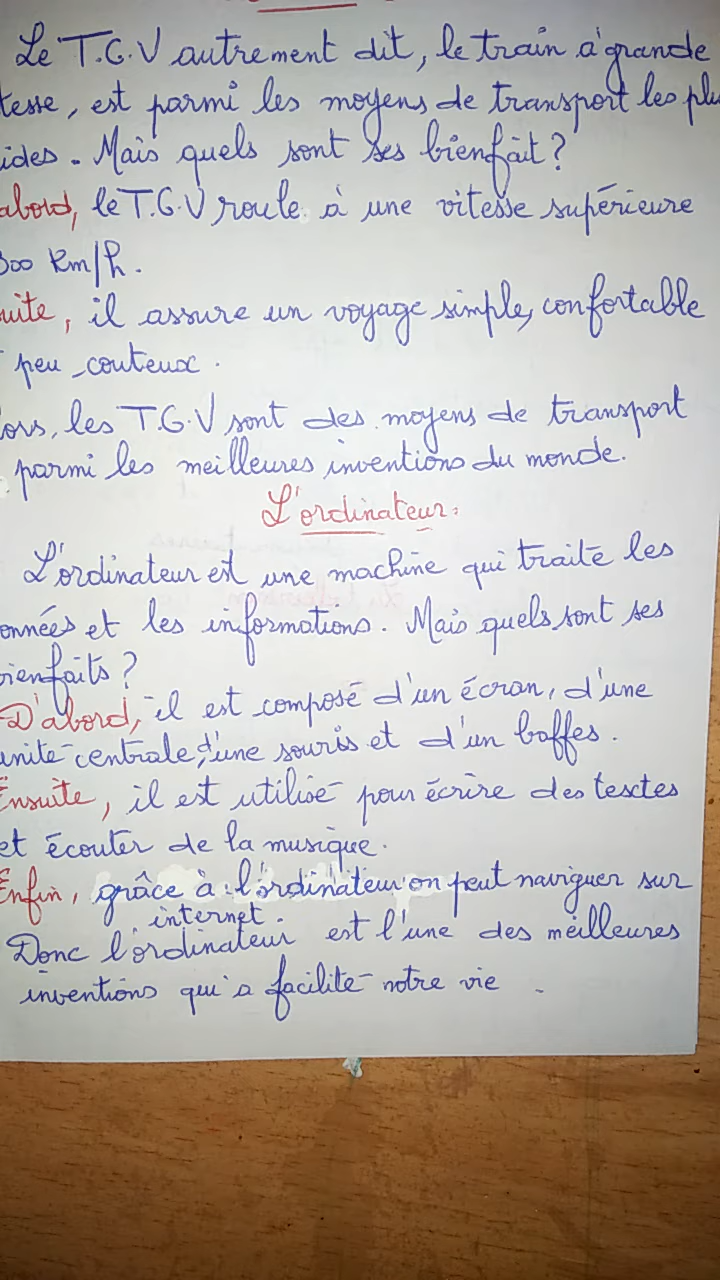 Le T.G.V autrement dit, le train à grande
tesse, est parmi les moyens de transport les plu
ides. Mais quels sont ses bienfait?
abord, le T.G.V roule à une vitesse supérieure
300 km/h.
suite, il assure un voyage simple, confortable
peu couteux.
lors, les T.G.V sont des moyens de transport
parmi les meilleures inventions du monde.
L'ordinateur:
L'ordinateur est une machine qui traite les
onnées et les informations. Mais quels sont ses
bienfaits?
D'abord, il est composé d'un écran, d'une
unité centrale, d'une souris et d'un baffes.
Ensuite, il est utilisé pour écrire des textes
et écouter de la musique.
Enfin, grâce à l'ordinateur on peut naviguer sur
internet.
Donc l'ordinateur est l'une des meilleures
inventions qui a facilité notre vie.